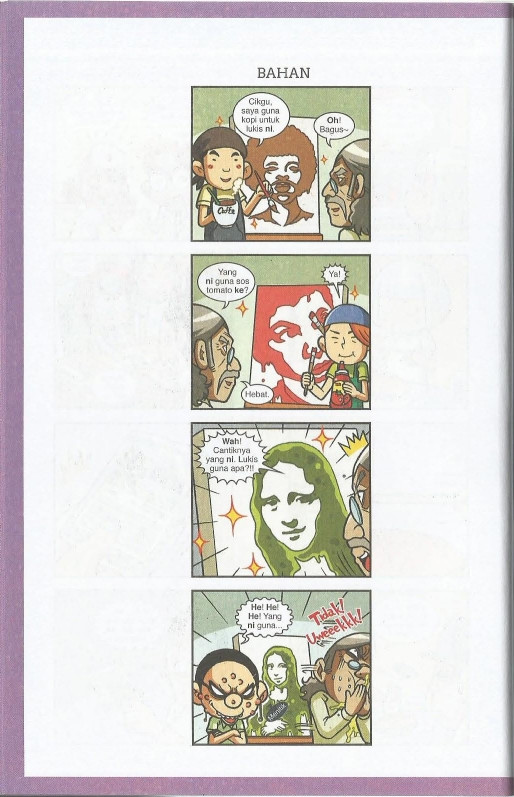 BAHAN
Cikgu,
saya guna
kopi untuk
lukis ni.
Oh!
Bagus~
Yang
ni guna sos
tomato ke?
Ya!
Hebat.
Wah!
Cantiknya
yang ni. Lukis
guna apa?!!
He! He!
He! Yang
ni guna...
Tidak!
Uweeekkk!